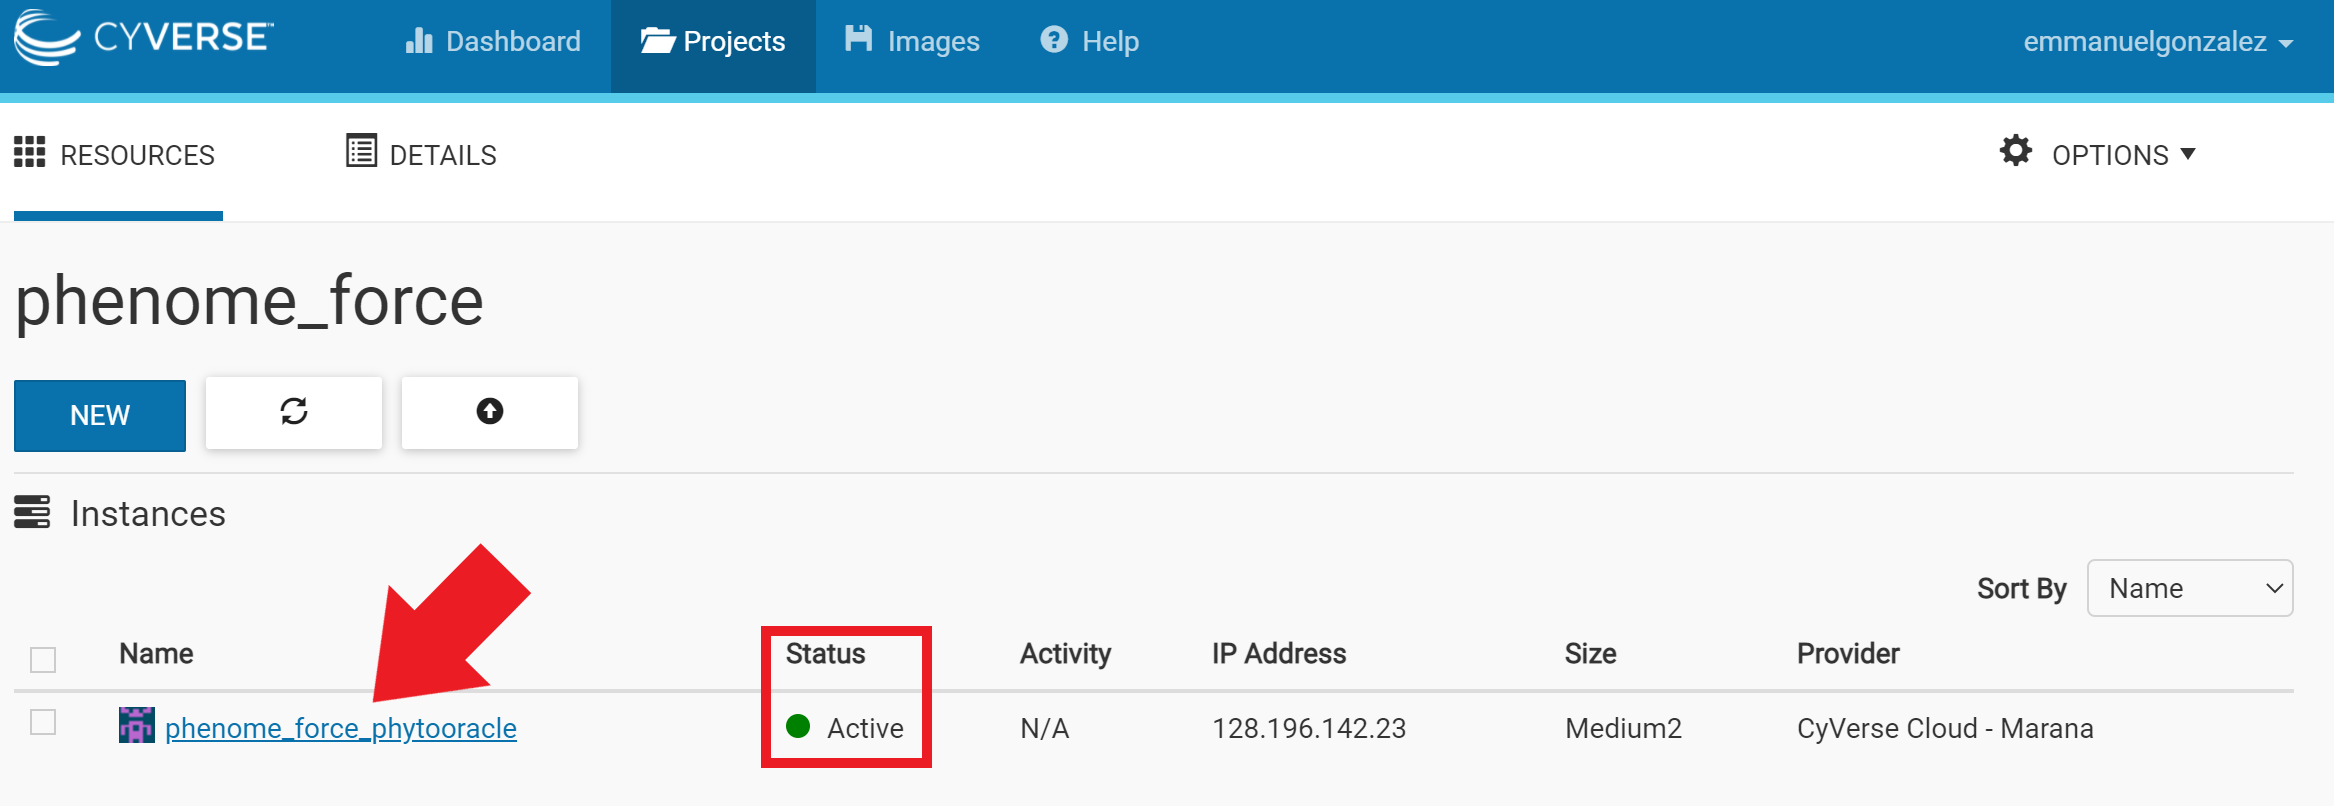 CYVERSE™ Dashboard Projects Images Help emmanuelgonzalez
RESOURCES DETAILS OPTIONS
phenome_force
NEW
Instances
Sort By Name
Name Status Activity IP Address Size Provider
phenome_force_phytooracle Active N/A 128.196.142.23 Medium2 CyVerse Cloud - Marana